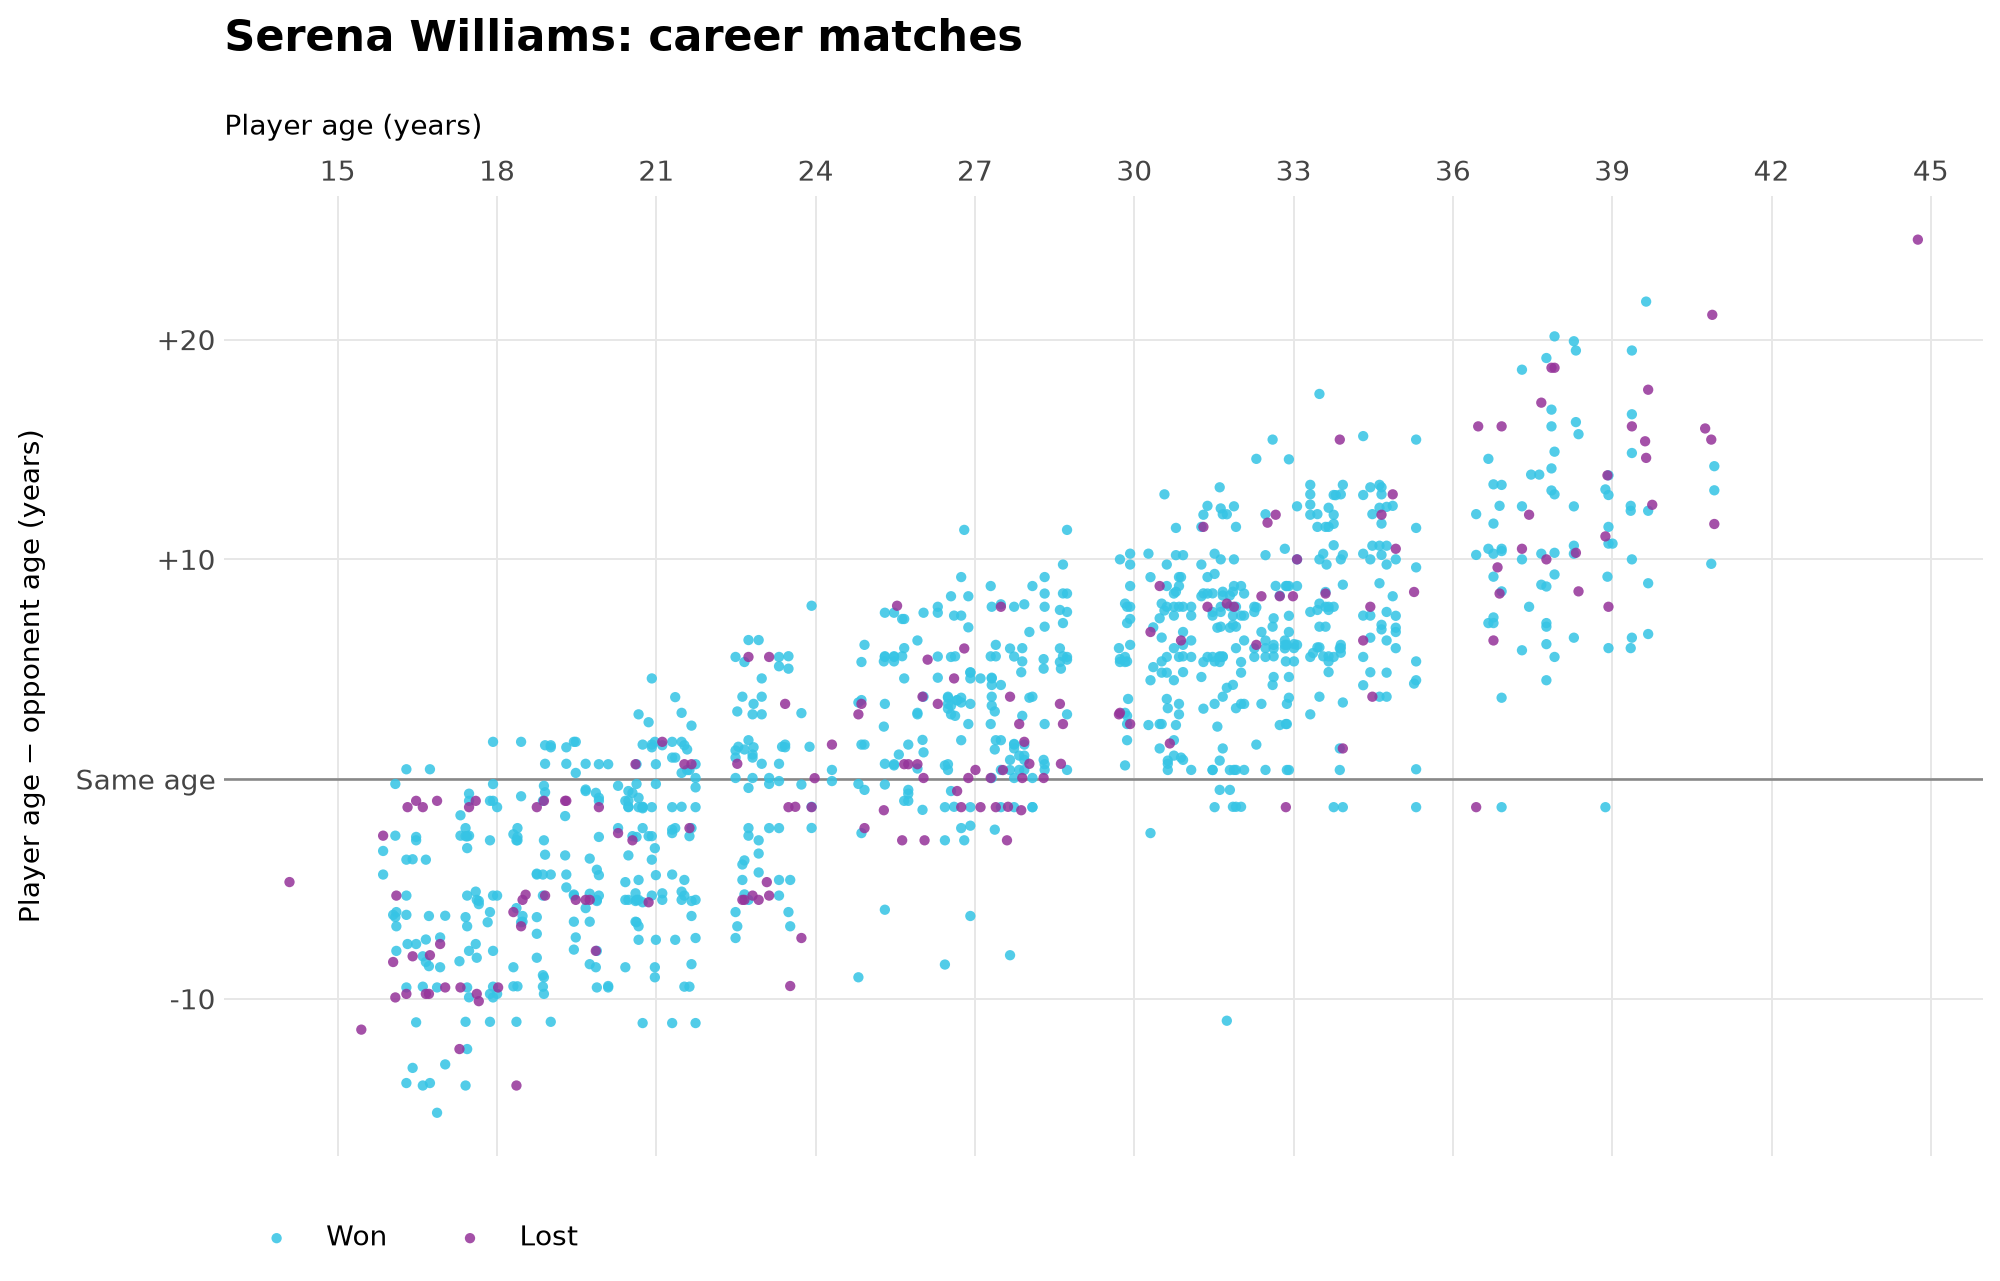 Serena Williams: career matches
Player age (years)
15 18 21 24 27 30 33 36 39 42 45
+20
+10
Same age
-10
Player age − opponent age (years)
Won Lost